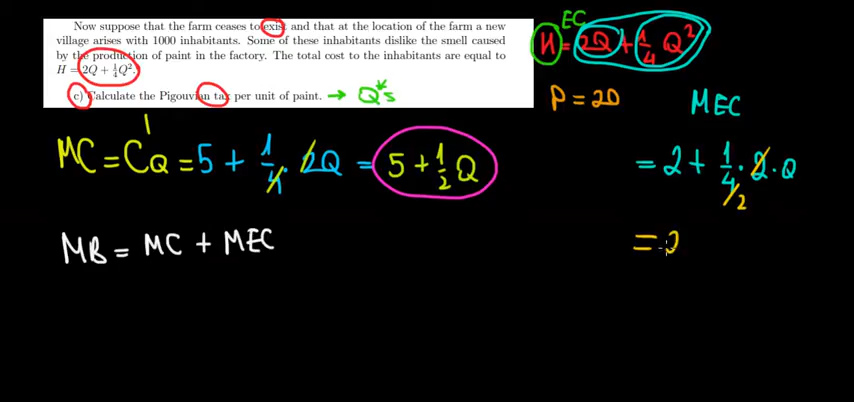 Now suppose that the farm ceases to exist and that at the location of the farm a new
village arises with 1000 inhabitants. Some of these inhabitants dislike the smell caused
by the production of paint in the factory. The total cost to the inhabitants are equal to
H = 2Q + ¼Q².
c) Calculate the Pigouvian tax per unit of paint. → Q*s
EC
H = 2Q + 1/4 Q²
P = 20
MEC
MC = C'Q = 5 + 1/4 · 2Q = 5 + 1/2 Q
= 2 + 1/4 · 2 · Q
2
MB = MC + MEC
=